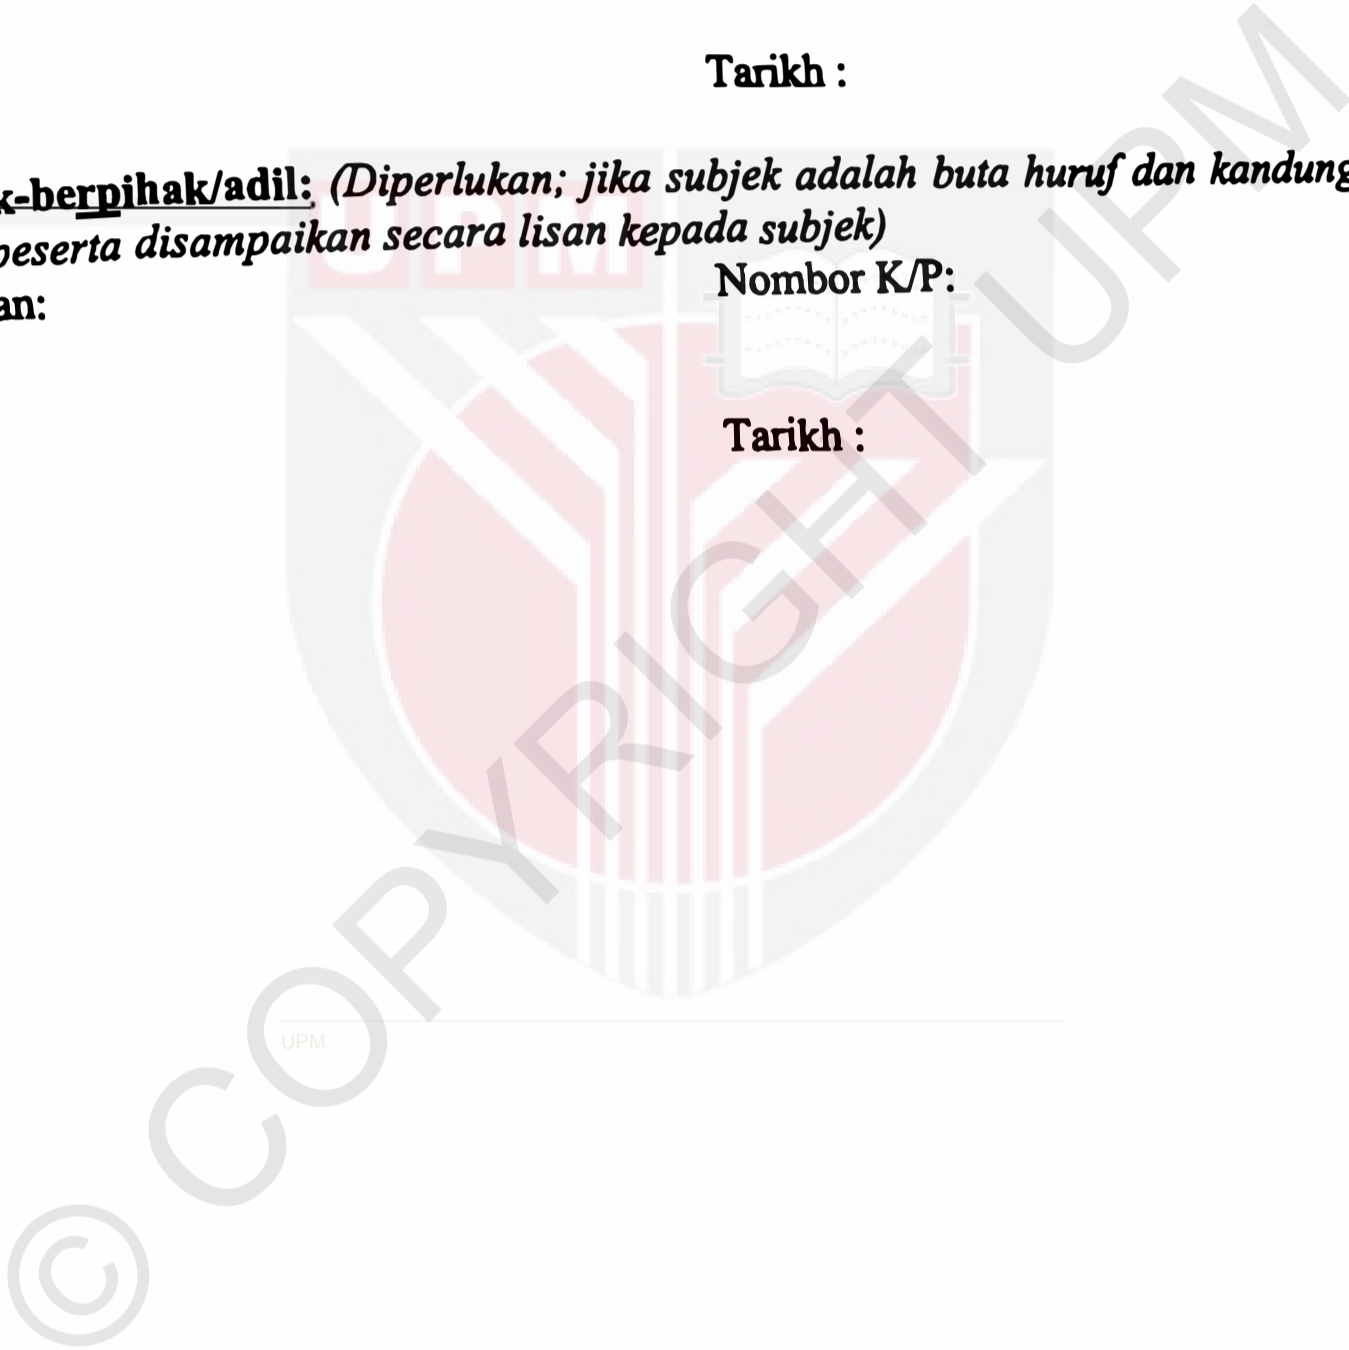 Tarikh :
k-berpihak/adil: (Diperlukan; jika subjek adalah buta huruf dan kandung
peserta disampaikan secara lisan kepada subjek)
Nombor K/P:
an:
Tarikh :
UPM
UPM
© COPYRIGHT UPM